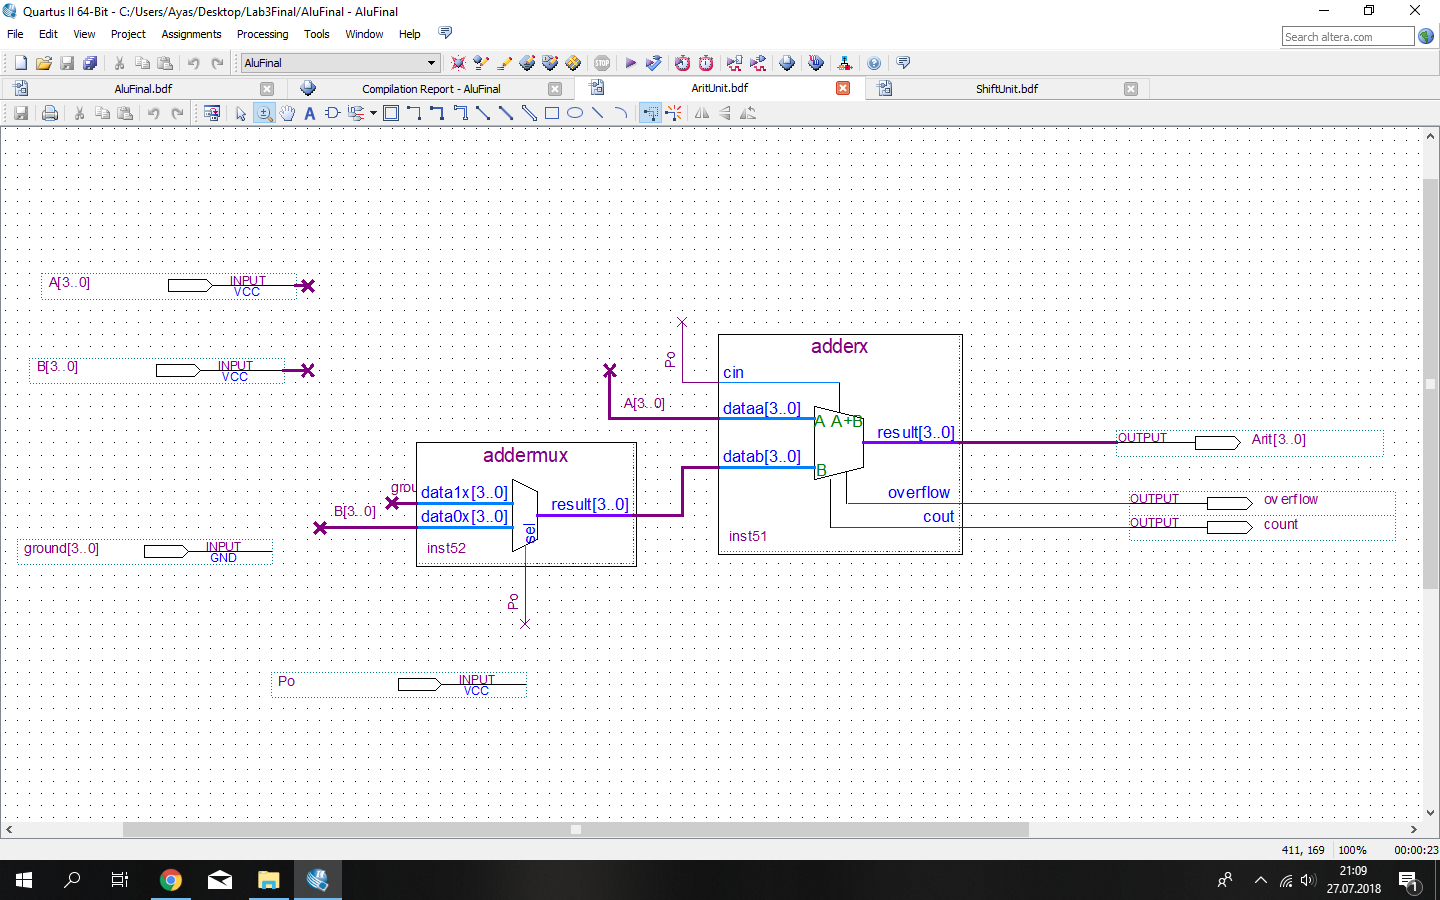 Quartus II 64-Bit - C:/Users/Ayas/Desktop/Lab3Final/AluFinal - AluFinal
File Edit View Project Assignments Processing Tools Window Help
Search altera.com
AluFinal
STOP
AluFinal.bdf
Compilation Report - AluFinal
AritUnit.bdf
ShiftUnit.bdf
A
A[3..0]
INPUT
VCC
B[3..0]
INPUT
VCC
Po
adderx
cin
A[3..0]
dataa[3..0]
A A+B
result[3..0]
datab[3..0]
B
overflow
cout
inst51
OUTPUT
Arit[3..0]
OUTPUT
overflow
OUTPUT
count
addermux
grou
data1x[3..0]
result[3..0]
B[3..0]
data0x[3..0]
sel
inst52
ground[3..0]
INPUT
GND
Po
Po
INPUT
VCC
411, 169 100% 00:00:23
21:09
27.07.2018
1